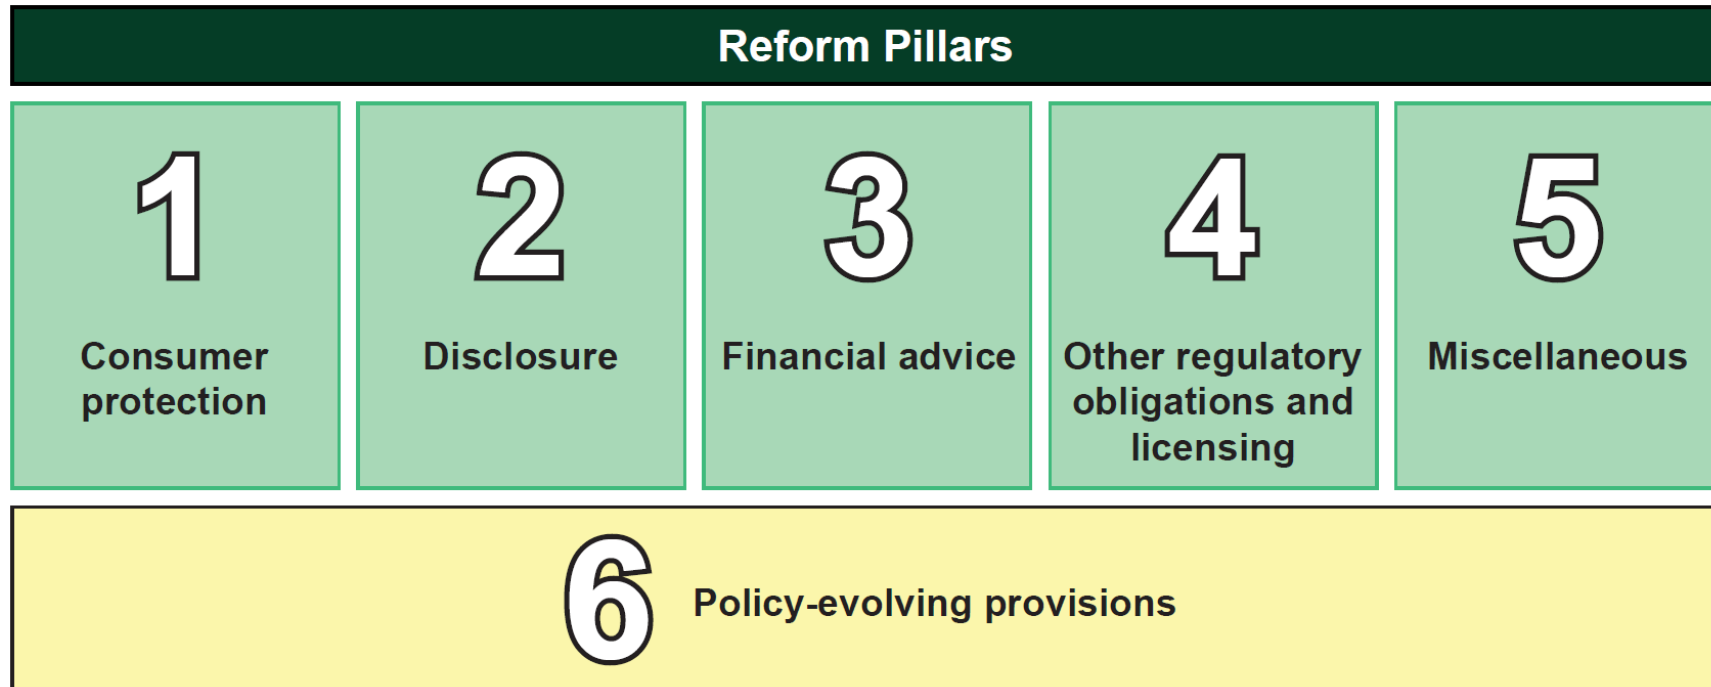 Reform Pillars
1
Consumer
protection
2
Disclosure
3
Financial advice
4
Other regulatory
obligations and
licensing
5
Miscellaneous
6
Policy-evolving provisions